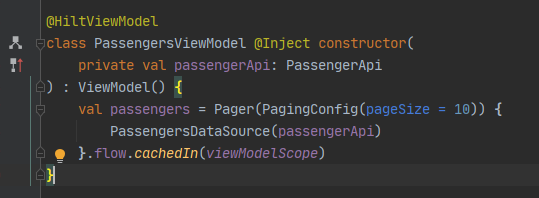 @HiltViewModel
class PassengersViewModel @Inject constructor(
    private val passengerApi: PassengerApi
) : ViewModel() {
    val passengers = Pager(PagingConfig(pageSize = 10)) {
        PassengersDataSource(passengerApi)
    }.flow.cachedIn(viewModelScope)
}